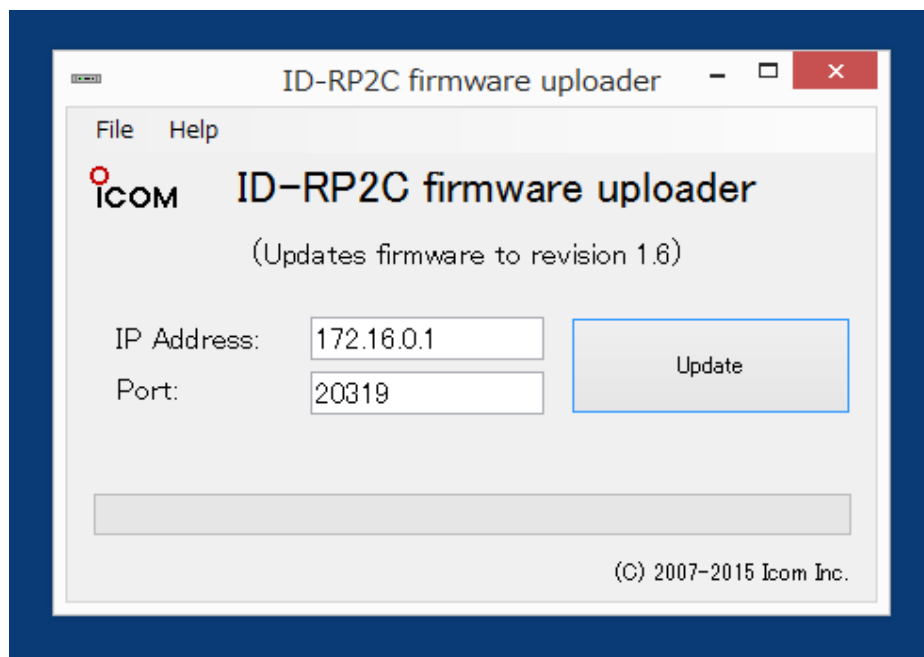 ID-RP2C firmware uploader
File Help
ICOM ID-RP2C firmware uploader
(Updates firmware to revision 1.6)
IP Address: 172.16.0.1
Update
Port: 20319
(C) 2007-2015 Icom Inc.